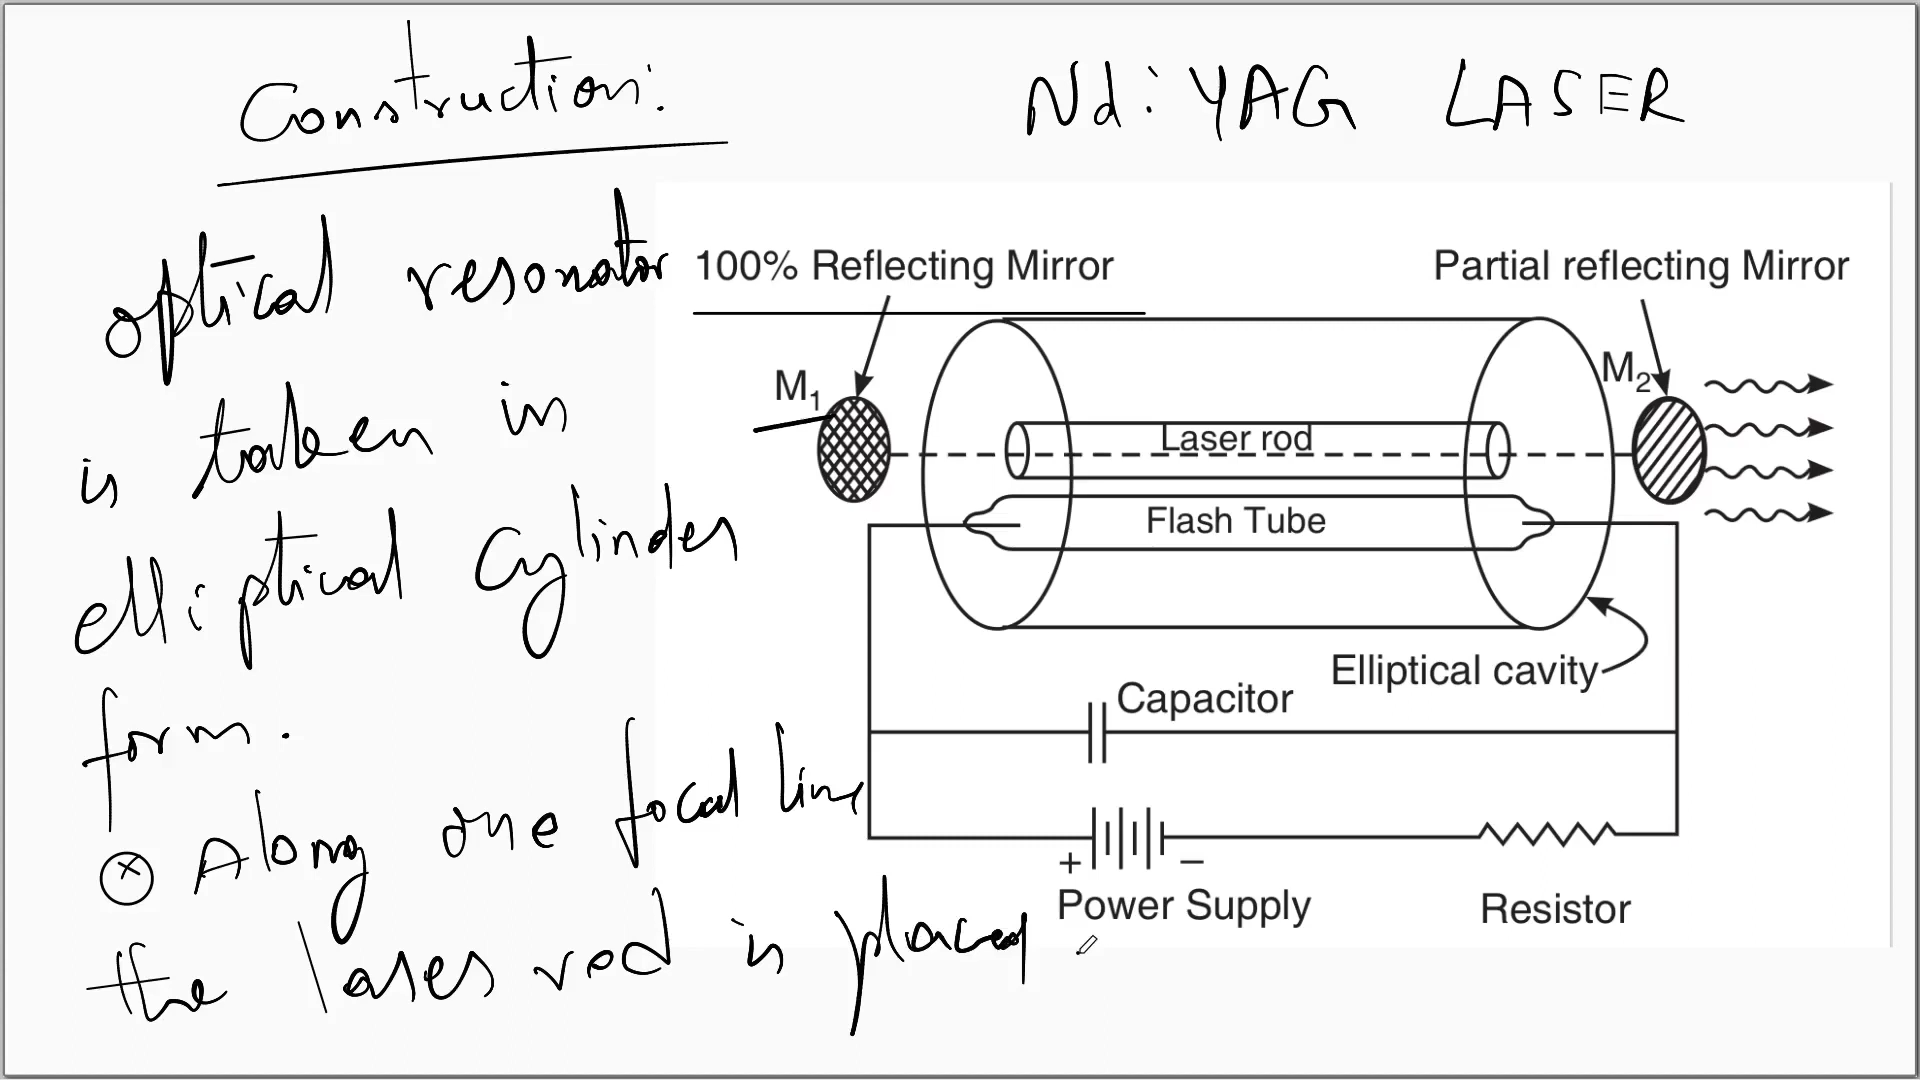 Construction:
Nd: YAG LASER
optical resonator
is taken in
elliptical cylinder
form.
Along one focal line
the laser rod is placed
100% Reflecting Mirror
Partial reflecting Mirror
M1
M2
Laser rod
Flash Tube
Elliptical cavity
Capacitor
+ −
Power Supply
Resistor